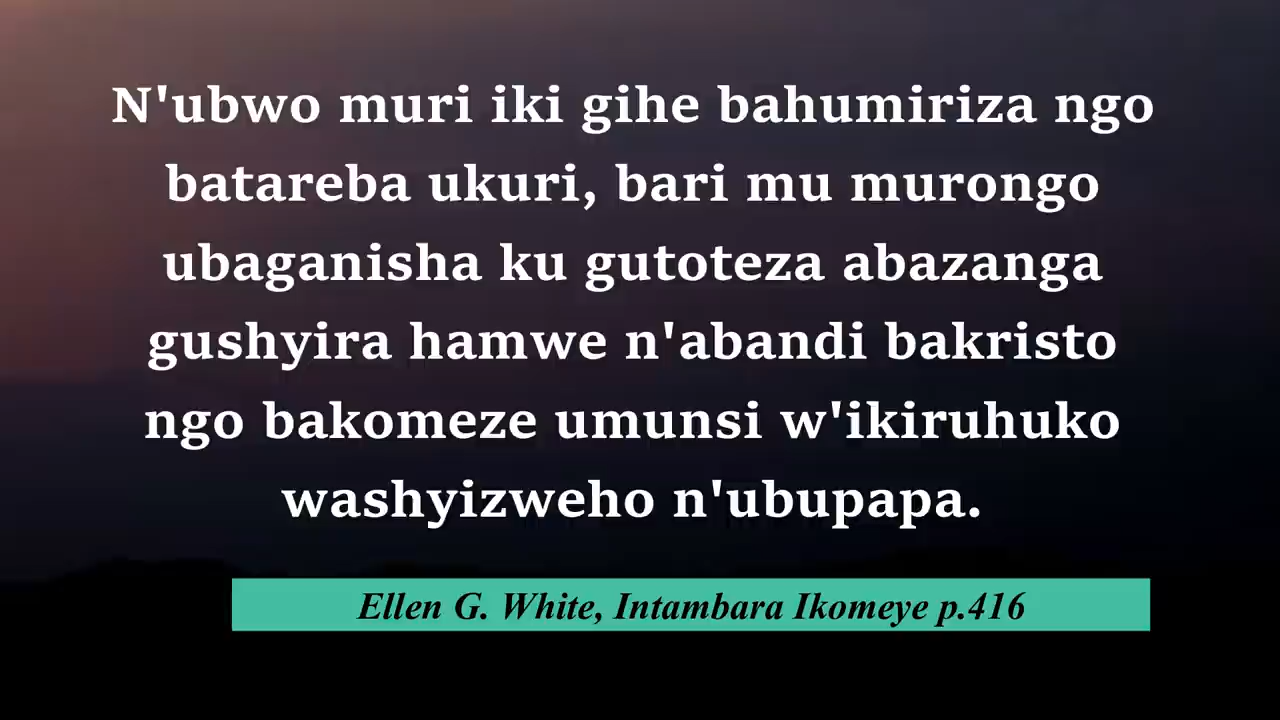 N'ubwo muri iki gihe bahumiriza ngo
batareba ukuri, bari mu murongo
ubaganisha ku gutoteza abazanga
gushyira hamwe n'abandi bakristo
ngo bakomeze umunsi w'ikiruhuko
washyizweho n'ubupapa.
Ellen G. White, Intambara Ikomeye p.416